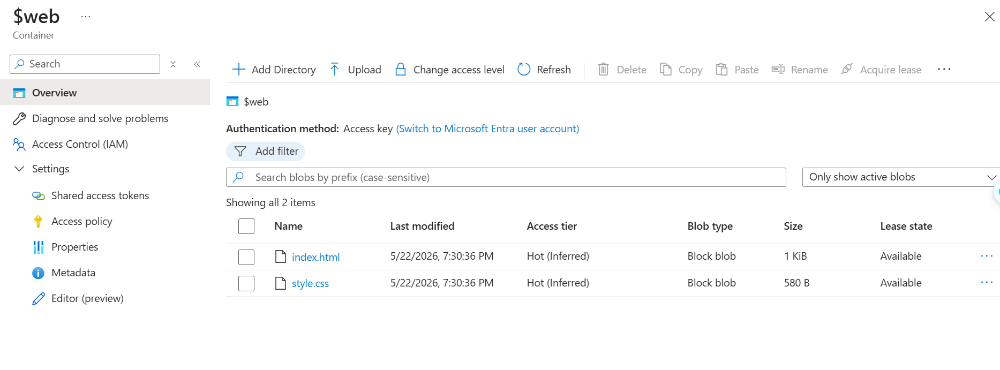 $web ...
Container
Search
Overview
Diagnose and solve problems
Access Control (IAM)
Settings
Shared access tokens
Access policy
Properties
Metadata
Editor (preview)
Add Directory Upload Change access level Refresh Delete Copy Paste Rename Acquire lease ...
$web
Authentication method: Access key (Switch to Microsoft Entra user account)
Add filter
Search blobs by prefix (case-sensitive) Only show active blobs
Showing all 2 items
Name Last modified Access tier Blob type Size Lease state
index.html 5/22/2026, 7:30:36 PM Hot (Inferred) Block blob 1 KiB Available ...
style.css 5/22/2026, 7:30:36 PM Hot (Inferred) Block blob 580 B Available ...